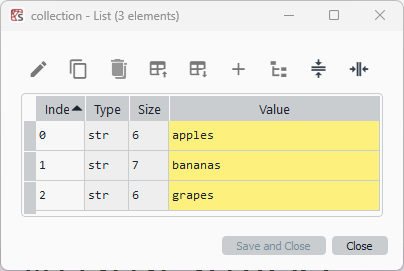 collection - List (3 elements)
Inde Type Size Value
0 str 6 apples
1 str 7 bananas
2 str 6 grapes
Save and Close Close